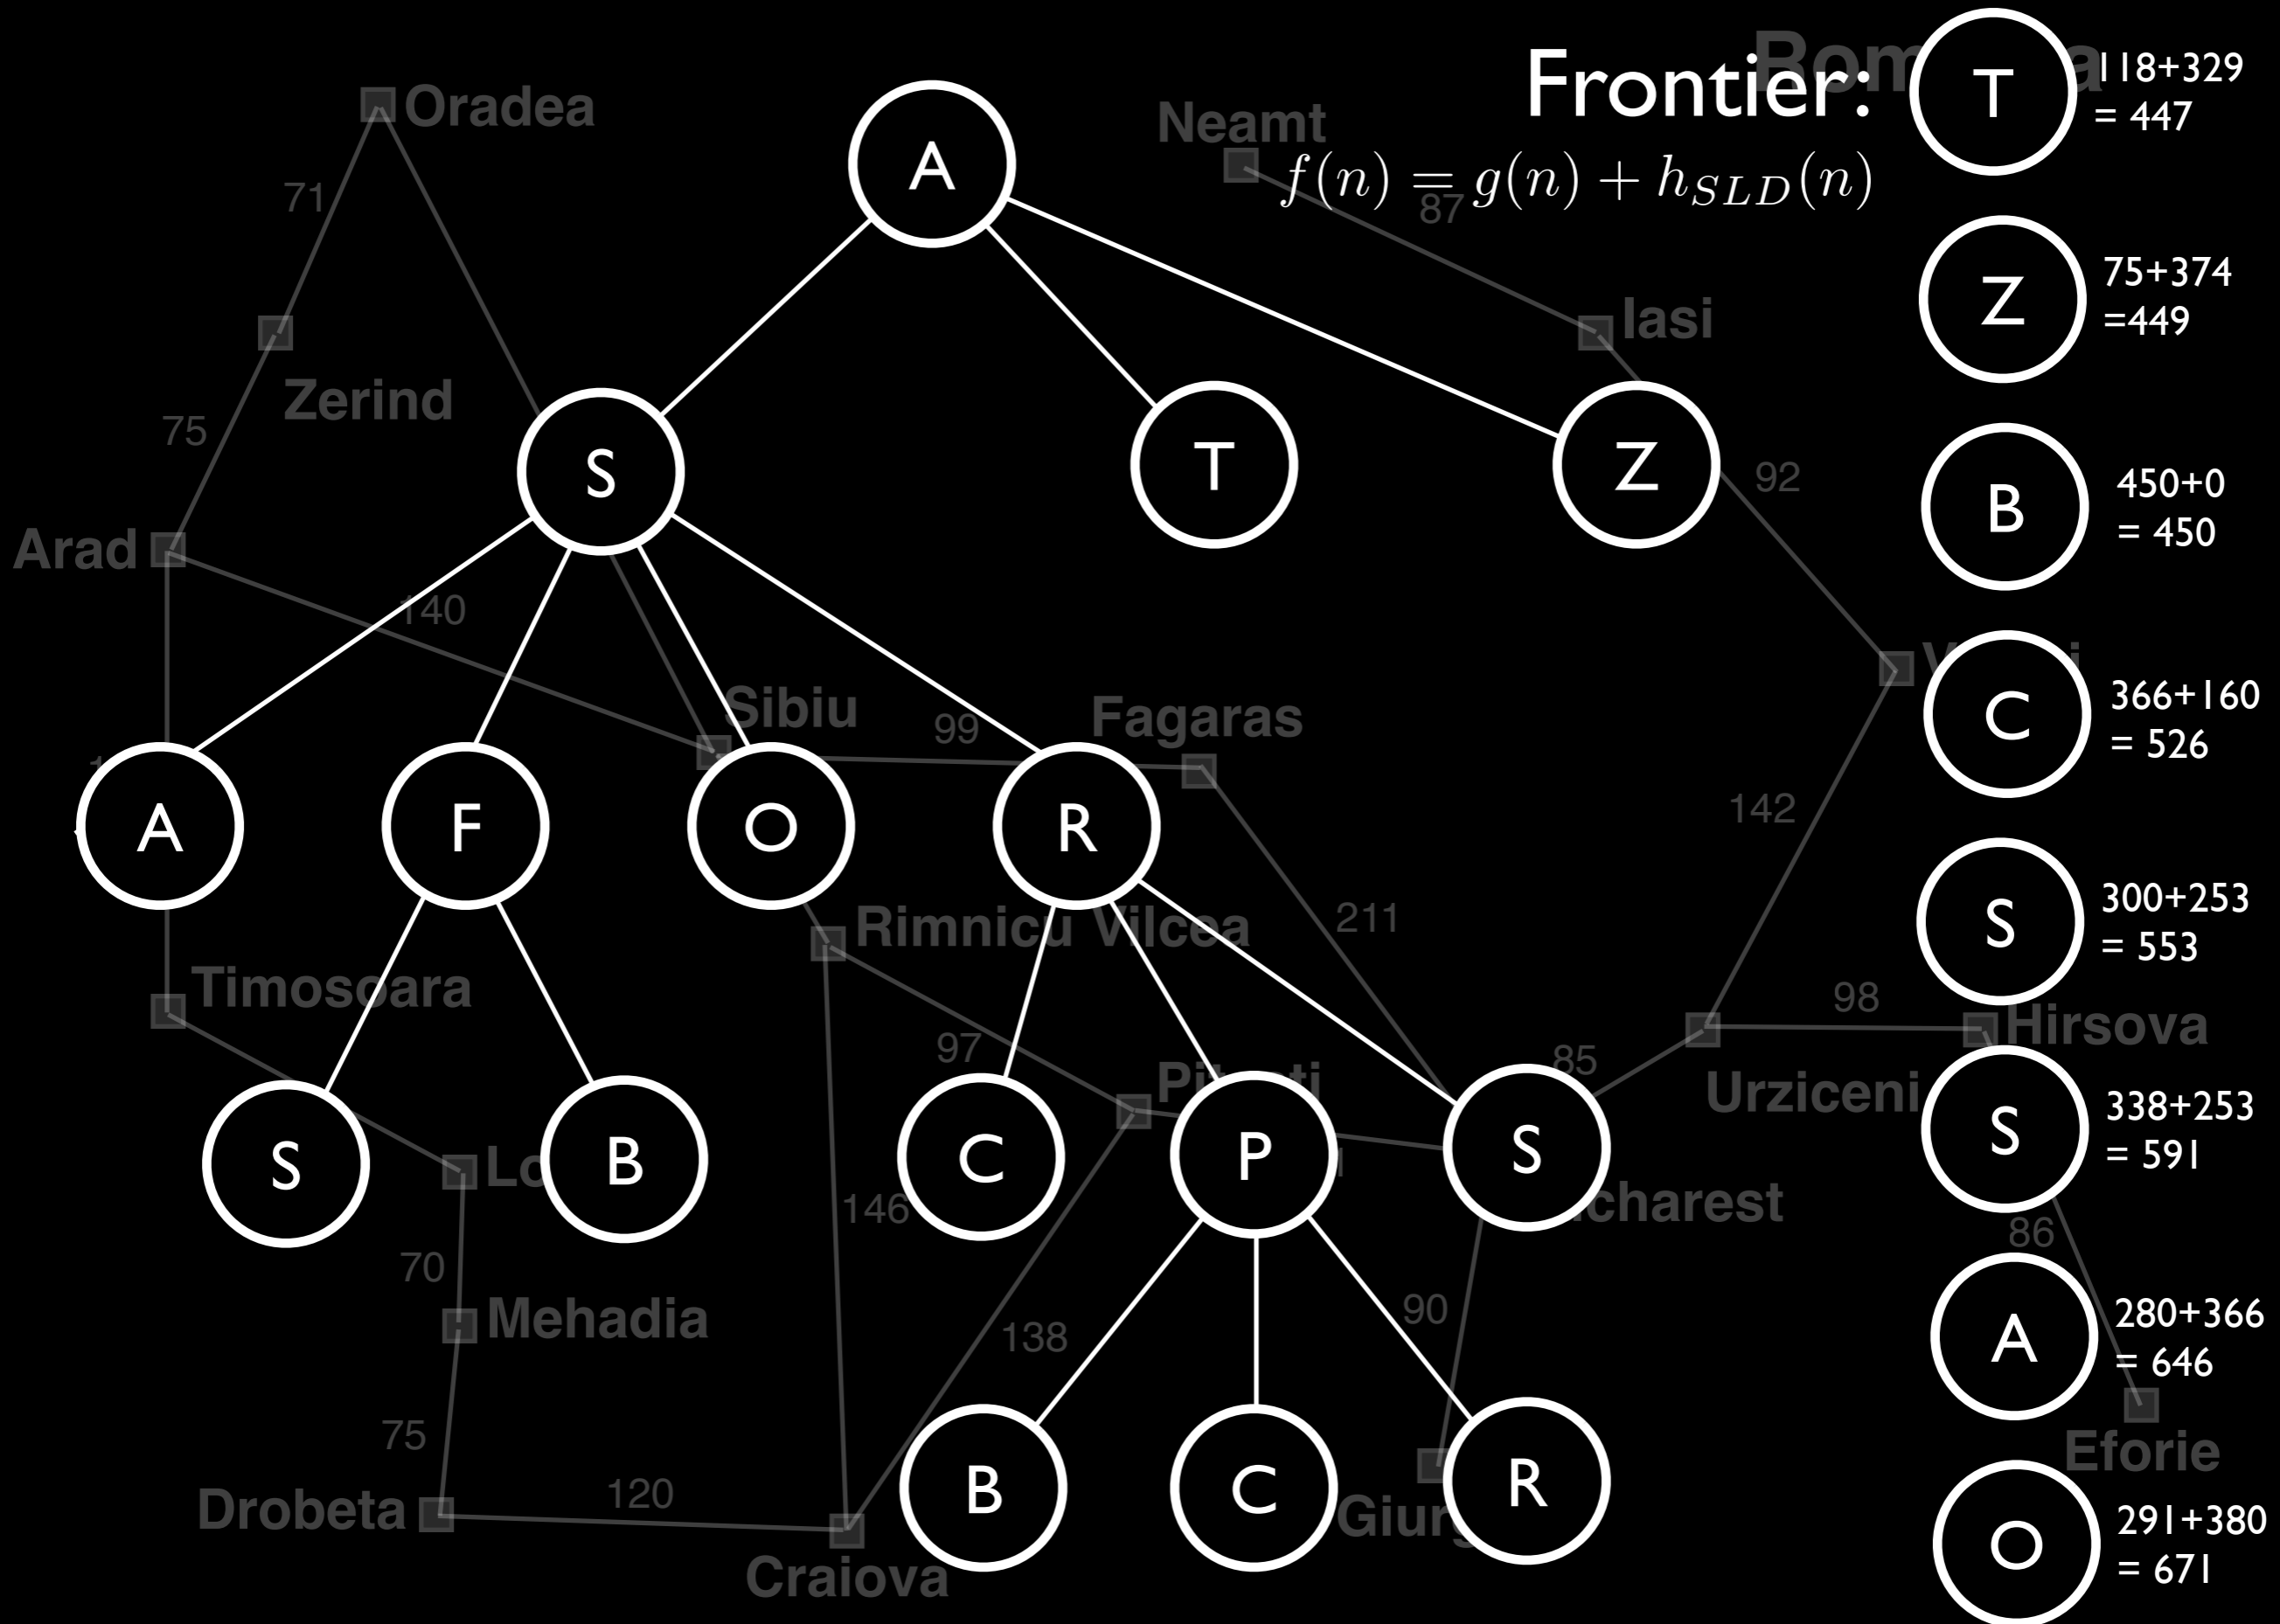 Frontier:
f(n) = g(n) + h_{SLD}(n)
T
118+329
= 447
Z
75+374
=449
B
450+0
= 450
C
366+160
= 526
S
300+253
= 553
S
338+253
= 591
A
280+366
= 646
O
291+380
= 671
A
S
T
Z
A
F
O
R
S
B
C
P
S
B
C
R
Oradea
Neamt
87
71
Iasi
Zerind
75
92
Arad
140
Sibiu
99
Fagaras
142
211
Rimnicu Vilcea
Timosoara
98
Hirsova
97
85
Urziceni
146
86
70
Mehadia
90
138
75
Eforie
120
Drobeta
Craiova